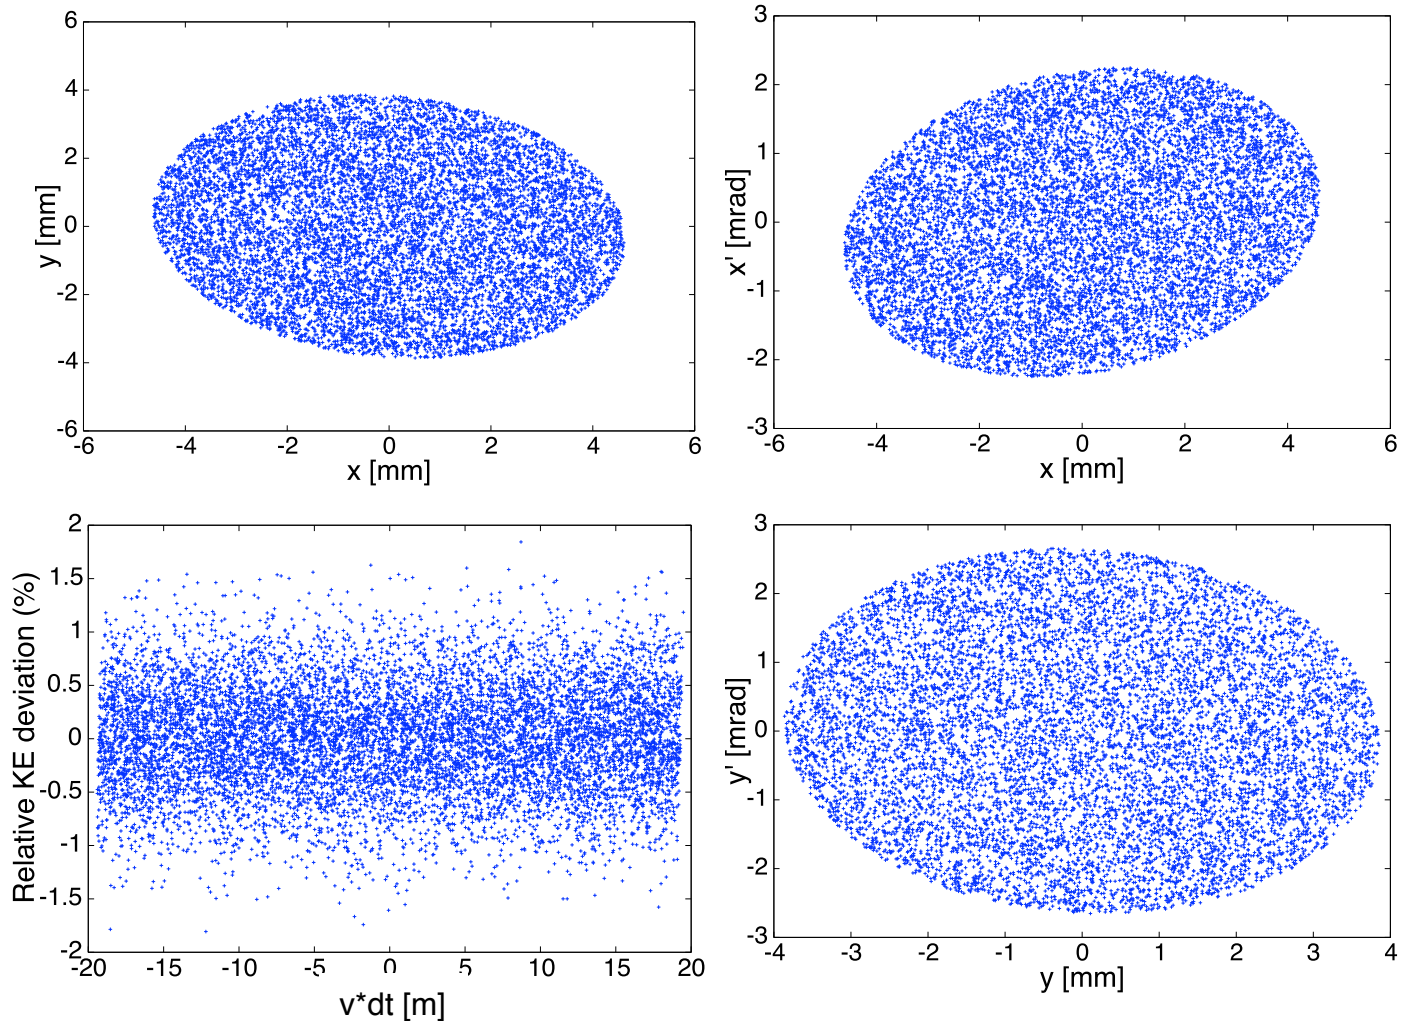 6
4
2
0
-2
-4
-6
y [mm]
-6 -4 -2 0 2 4 6
x [mm]
3
2
1
0
-1
-2
-3
x' [mrad]
-6 -4 -2 0 2 4 6
x [mm]
2
1.5
1
0.5
0
-0.5
-1
-1.5
-2
Relative KE deviation (%)
-20 -15 -10 -5 0 5 10 15 20
v*dt [m]
3
2
1
0
-1
-2
-3
y' [mrad]
-4 -3 -2 -1 0 1 2 3 4
y [mm]